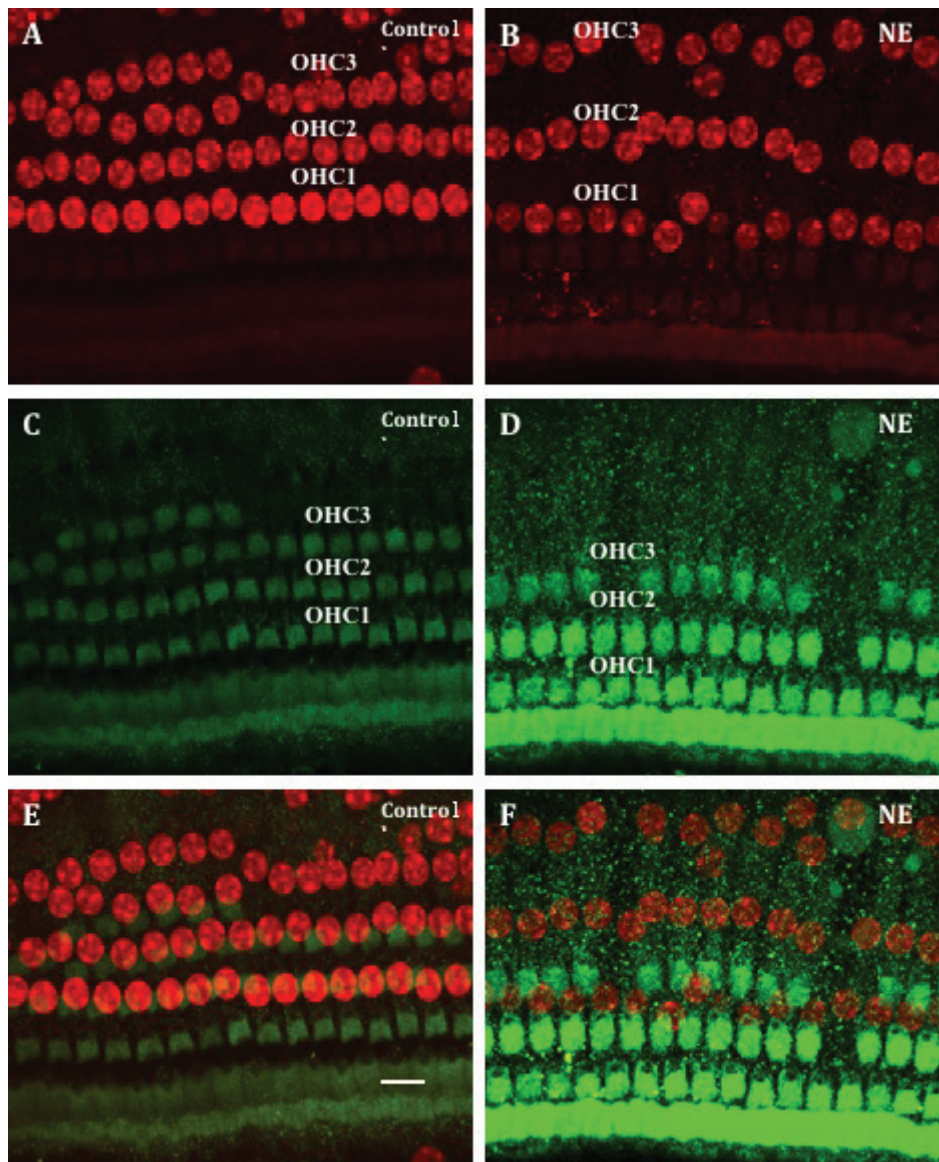 A Control
OHC3
OHC2
OHC1
B OHC3 NE
OHC2
OHC1
C Control
OHC3
OHC2
OHC1
D NE
OHC3
OHC2
OHC1
E Control
F NE